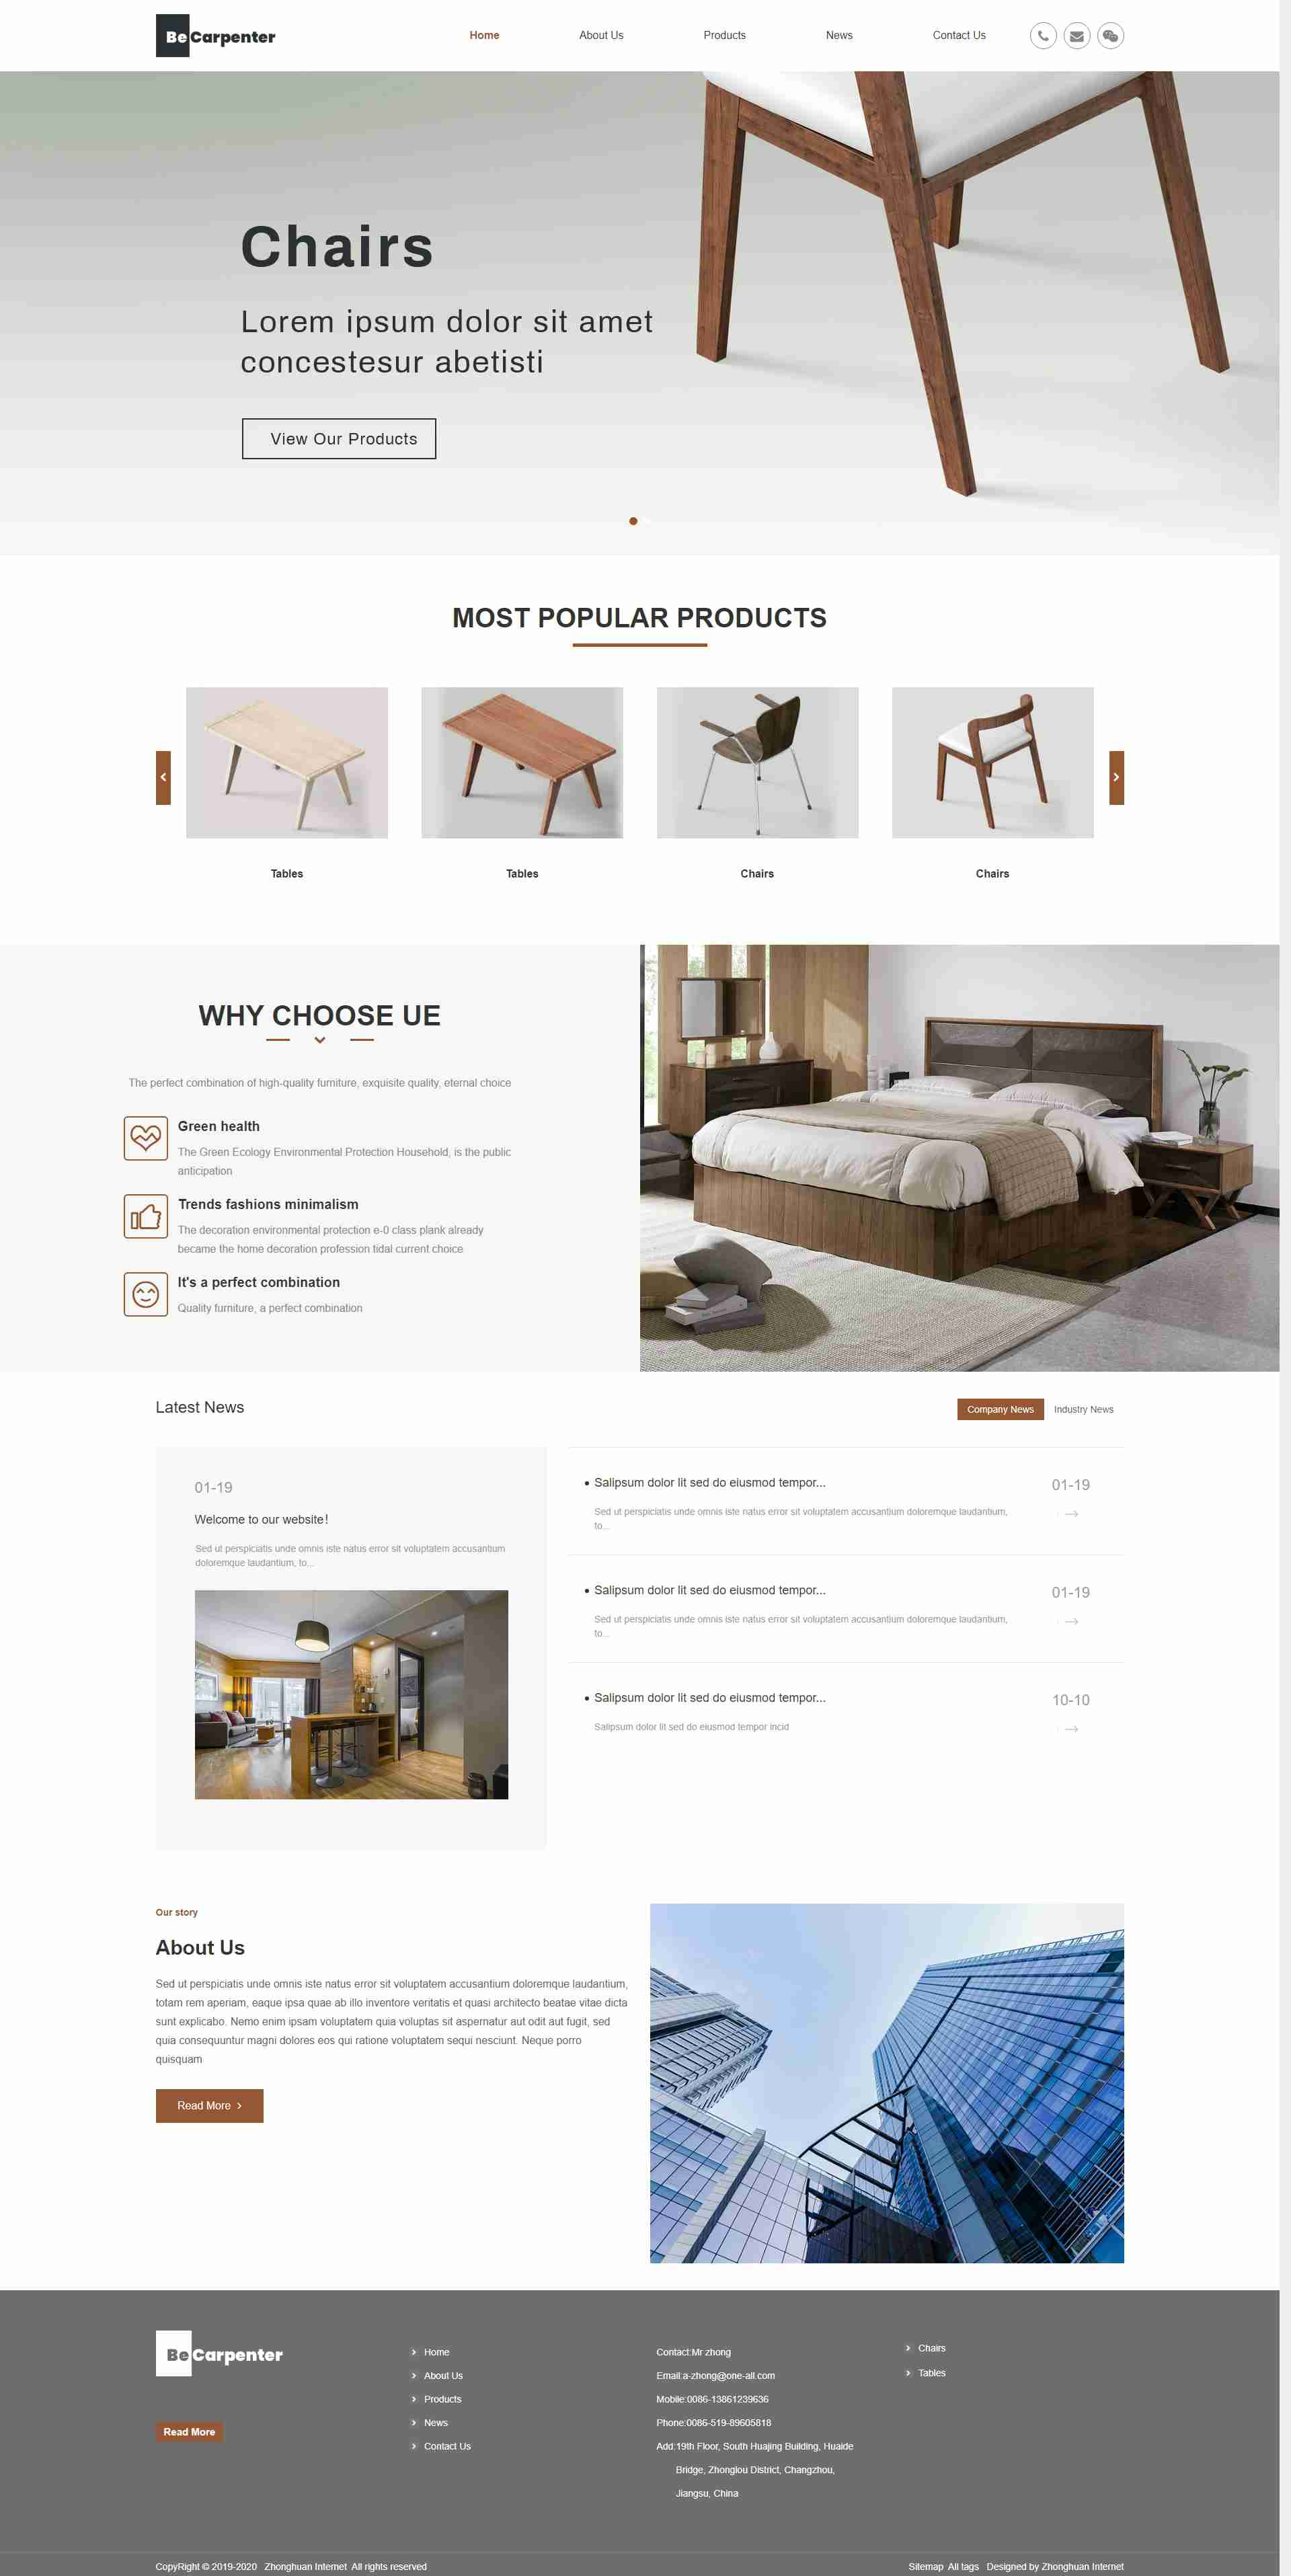 BeCarpenter
Home
About Us
Products
News
Contact Us
Chairs
Lorem ipsum dolor sit amet
concestesur abetisti
View Our Products
MOST POPULAR PRODUCTS
Tables
Tables
Chairs
Chairs
WHY CHOOSE UE
The perfect combination of high-quality furniture, exquisite quality, eternal choice
Green health
The Green Ecology Environmental Protection Household, is the public
anticipation
Trends fashions minimalism
The decoration environmental protection e-0 class plank already
became the home decoration profession tidal current choice
It's a perfect combination
Quality furniture, a perfect combination
Latest News
Company News
Industry News
01-19
Welcome to our website!
Sed ut perspiciatis unde omnis iste natus error sit voluptatem accusantium
doloremque laudantium, to...
Salipsum dolor lit sed do eiusmod tempor...
01-19
Sed ut perspiciatis unde omnis iste natus error sit voluptatem accusantium doloremque laudantium,
to...
Salipsum dolor lit sed do eiusmod tempor...
01-19
Sed ut perspiciatis unde omnis iste natus error sit voluptatem accusantium doloremque laudantium,
to...
Salipsum dolor lit sed do eiusmod tempor...
10-10
Salipsum dolor lit sed do eiusmod tempor incid
Our story
About Us
Sed ut perspiciatis unde omnis iste natus error sit voluptatem accusantium doloremque laudantium,
totam rem aperiam, eaque ipsa quae ab illo inventore veritatis et quasi architecto beatae vitae dicta
sunt explicabo. Nemo enim ipsam voluptatem quia voluptas sit aspernatur aut odit aut fugit, sed
quia consequuntur magni dolores eos qui ratione voluptatem sequi nesciunt. Neque porro
quisquam
Read More
BeCarpenter
Read More
Home
About Us
Products
News
Contact Us
Contact:Mr zhong
Email:a-zhong@one-all.com
Mobile:0086-13861239636
Phone:0086-519-89605818
Add:19th Floor, South Huajing Building, Huaide
Bridge, Zhonglou District, Changzhou,
Jiangsu, China
Chairs
Tables
CopyRight © 2019-2020 Zhonghuan Internet All rights reserved
Sitemap All tags Designed by Zhonghuan Internet